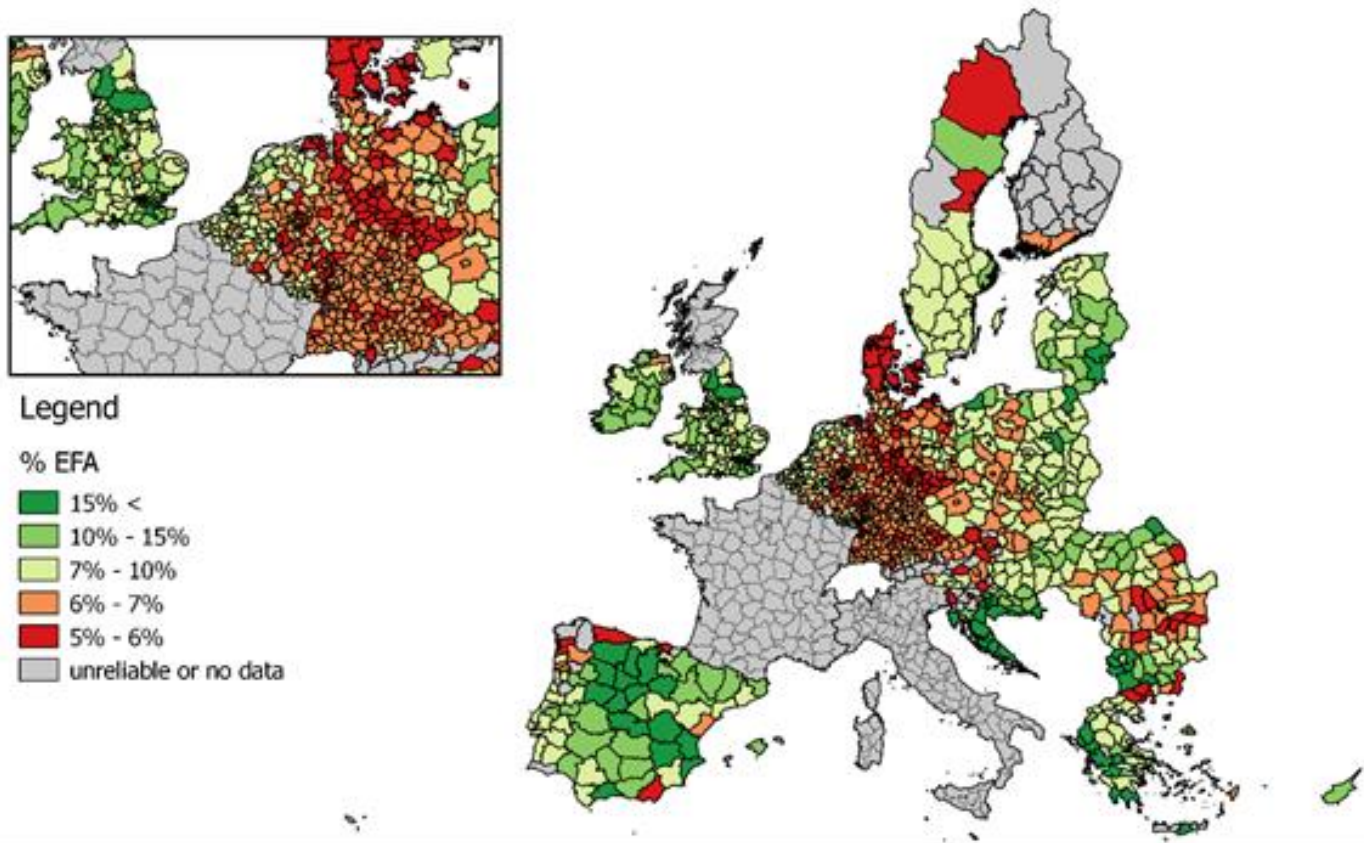 Legend
% EFA
15% <
10% - 15%
7% - 10%
6% - 7%
5% - 6%
unreliable or no data